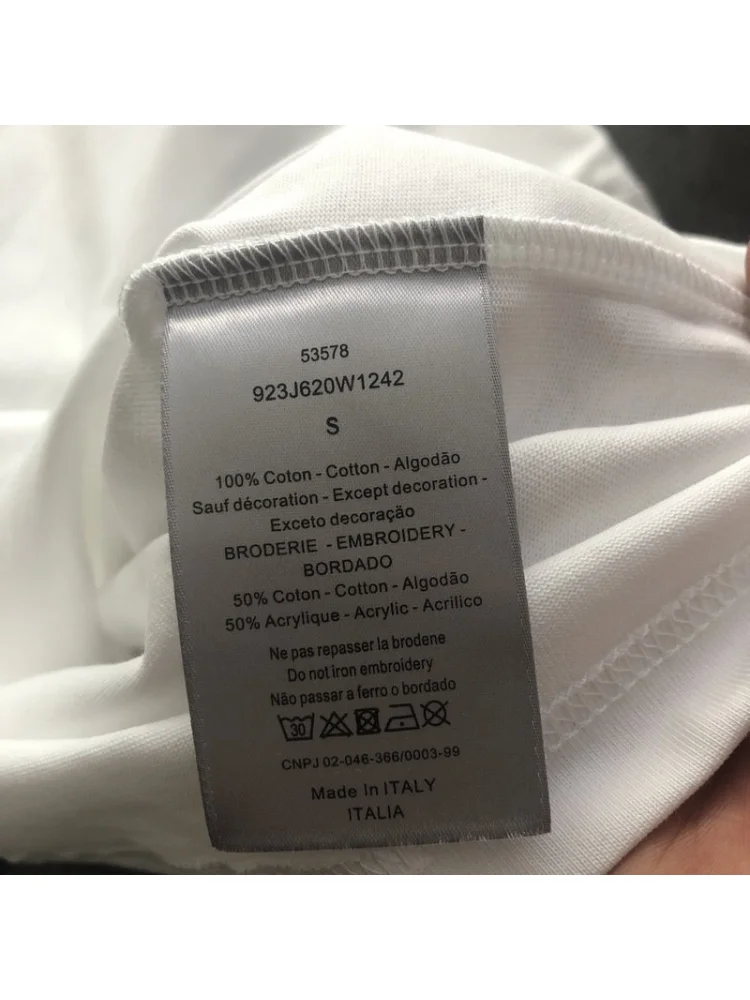 53578
923J620W1242
S
100% Coton - Cotton - Algodão
Sauf décoration - Except decoration -
Exceto decoração
BRODERIE - EMBROIDERY -
BORDADO
50% Coton - Cotton - Algodão
50% Acrylique - Acrylic - Acrilico
Ne pas repasser la brodene
Do not iron embroidery
Não passar a ferro o bordado
30
CNPJ 02-046-366/0003-99
Made In ITALY
ITALIA